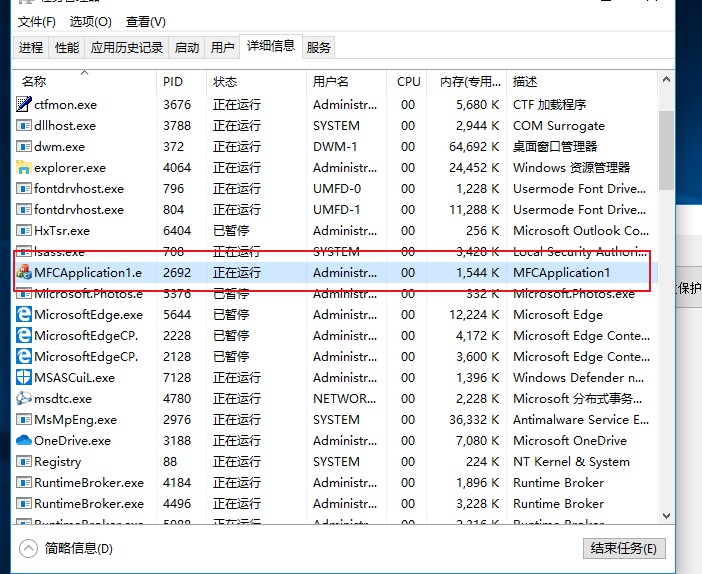 文件(F) 选项(O) 查看(V)
进程 性能 应用历史记录 启动 用户 详细信息 服务
名称 PID 状态 用户名 CPU 内存(专用... 描述
ctfmon.exe 3676 正在运行 Administr... 00 5,680 K CTF 加载程序
dllhost.exe 3788 正在运行 SYSTEM 00 2,944 K COM Surrogate
dwm.exe 372 正在运行 DWM-1 00 64,692 K 桌面窗口管理器
explorer.exe 4064 正在运行 Administr... 00 24,452 K Windows 资源管理器
fontdrvhost.exe 796 正在运行 UMFD-0 00 1,228 K Usermode Font Drive...
fontdrvhost.exe 804 正在运行 UMFD-1 00 11,288 K Usermode Font Drive...
HxTsr.exe 6404 已暂停 Administr... 00 256 K Microsoft Outlook Co...
lsass.exe 708 正在运行 SYSTEM 00 3,428 K Local Security Authori...
MFCApplication1.e 2692 正在运行 Administr... 00 1,544 K MFCApplication1
Microsoft.Photos.e 5376 已暂停 Administr... 00 332 K Microsoft.Photos.exe
MicrosoftEdge.exe 5644 已暂停 Administr... 00 12,224 K Microsoft Edge
MicrosoftEdgeCP. 2228 已暂停 Administr... 00 4,172 K Microsoft Edge Conte...
MicrosoftEdgeCP. 2128 已暂停 Administr... 00 3,600 K Microsoft Edge Conte...
MSASCuiL.exe 7128 正在运行 Administr... 00 1,396 K Windows Defender n...
msdtc.exe 4780 正在运行 NETWOR... 00 2,228 K Microsoft 分布式事务...
MsMpEng.exe 2976 正在运行 SYSTEM 00 36,332 K Antimalware Service E...
OneDrive.exe 3188 正在运行 Administr... 00 7,080 K Microsoft OneDrive
Registry 88 正在运行 SYSTEM 00 224 K NT Kernel & System
RuntimeBroker.exe 4184 正在运行 Administr... 00 1,896 K Runtime Broker
RuntimeBroker.exe 4496 正在运行 Administr... 00 3,228 K Runtime Broker
RuntimeBroker.exe 正在运行 Administr... 00 Runtime Broker
保护
简略信息(D) 结束任务(E)